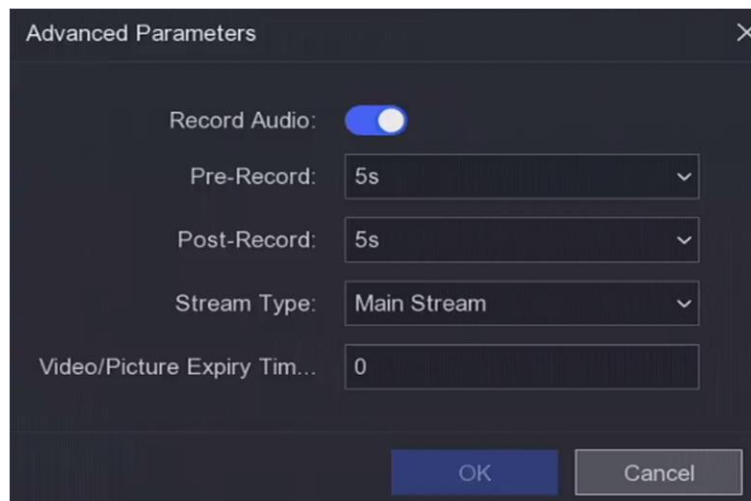 Advanced Parameters
Record Audio:
Pre-Record: 5s
Post-Record: 5s
Stream Type: Main Stream
Video/Picture Expiry Tim... 0
OK Cancel